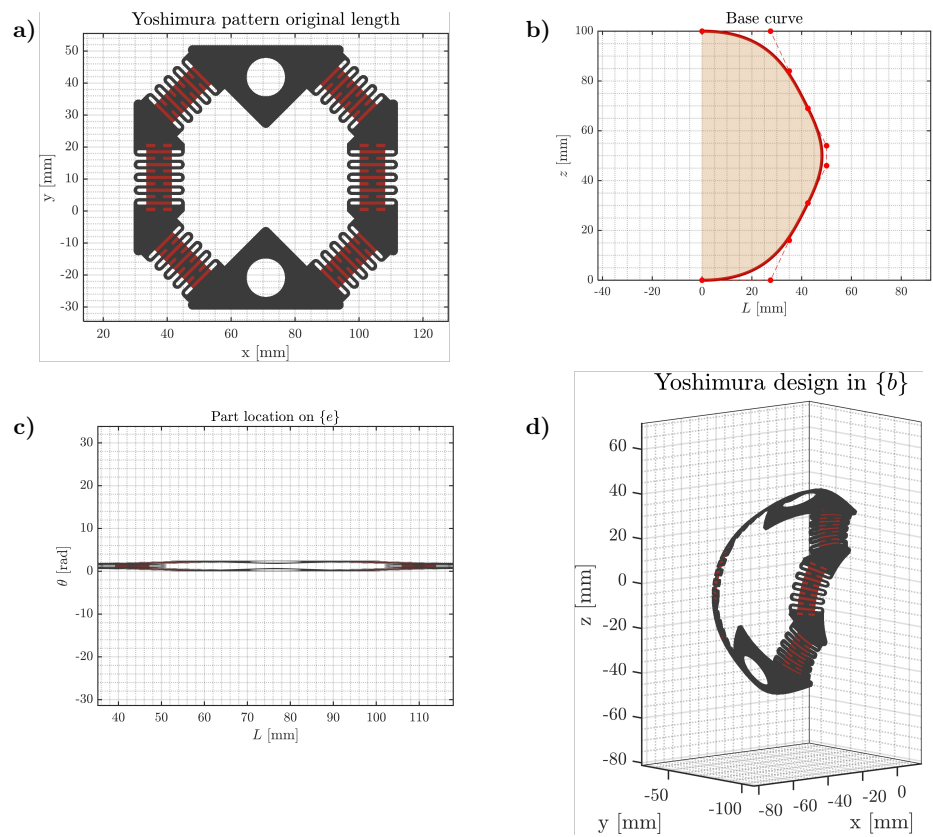 a)
Yoshimura pattern original length
50
40
30
20
10
0
-10
-20
-30
y [mm]
20 40 60 80 100 120
x [mm]
b)
Base curve
100
80
60
40
20
0
z [mm]
-40 -20 0 20 40 60 80
L [mm]
c)
Part location on {e}
30
20
10
0
-10
-20
-30
θ [rad]
40 50 60 70 80 90 100 110
L [mm]
d)
Yoshimura design in {b}
60
40
20
0
-20
-40
-60
-80
z [mm]
-50 -100
y [mm]
-80 -60 -40 -20 0
x [mm]